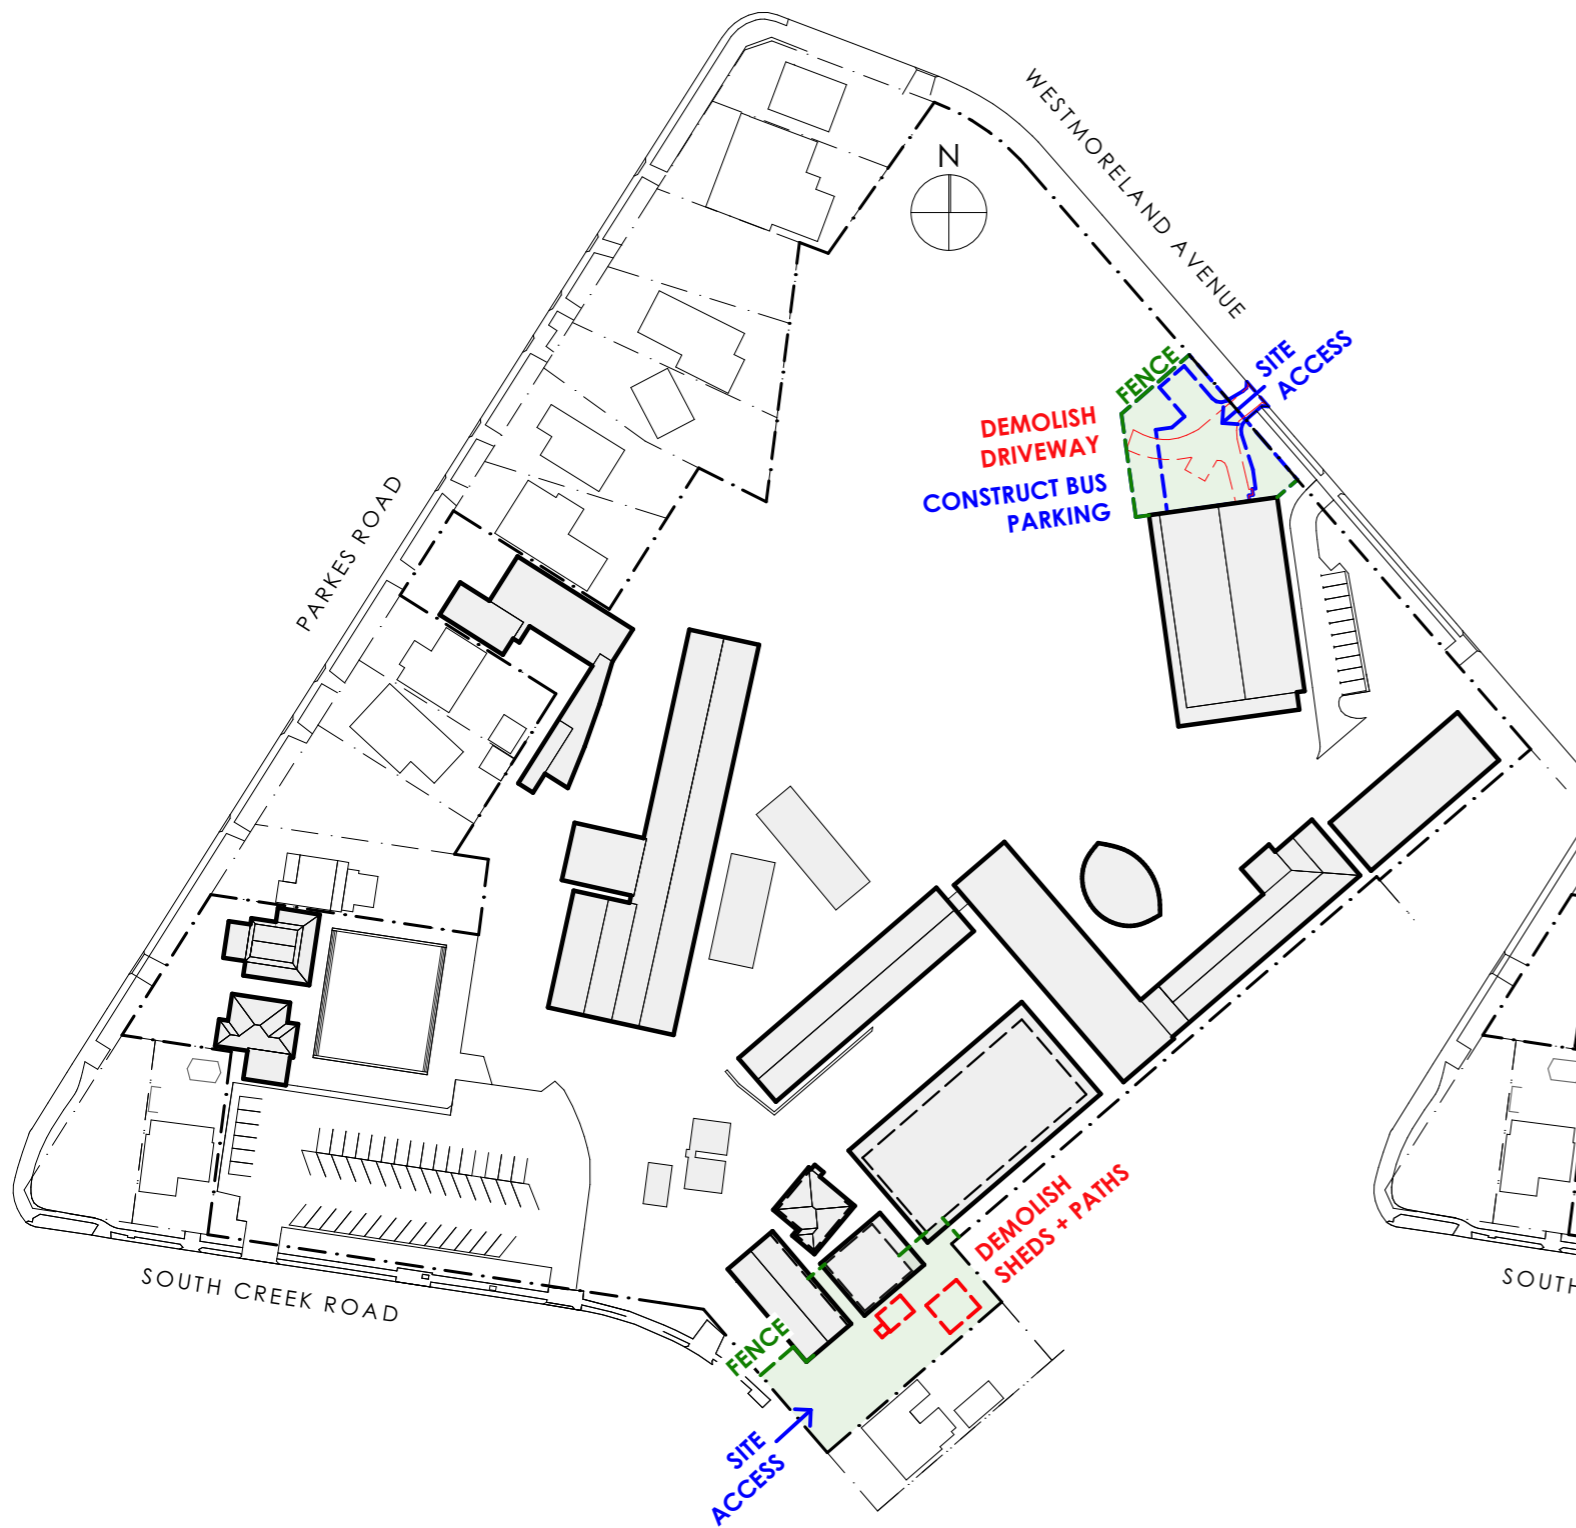 WESTMORELAND AVENUE
N
FENCE
SITE
ACCESS
DEMOLISH
DRIVEWAY
CONSTRUCT BUS
PARKING
PARKES ROAD
DEMOLISH
SHEDS + PATHS
SOUTH CREEK ROAD
SOUTH
FENCE
SITE
ACCESS